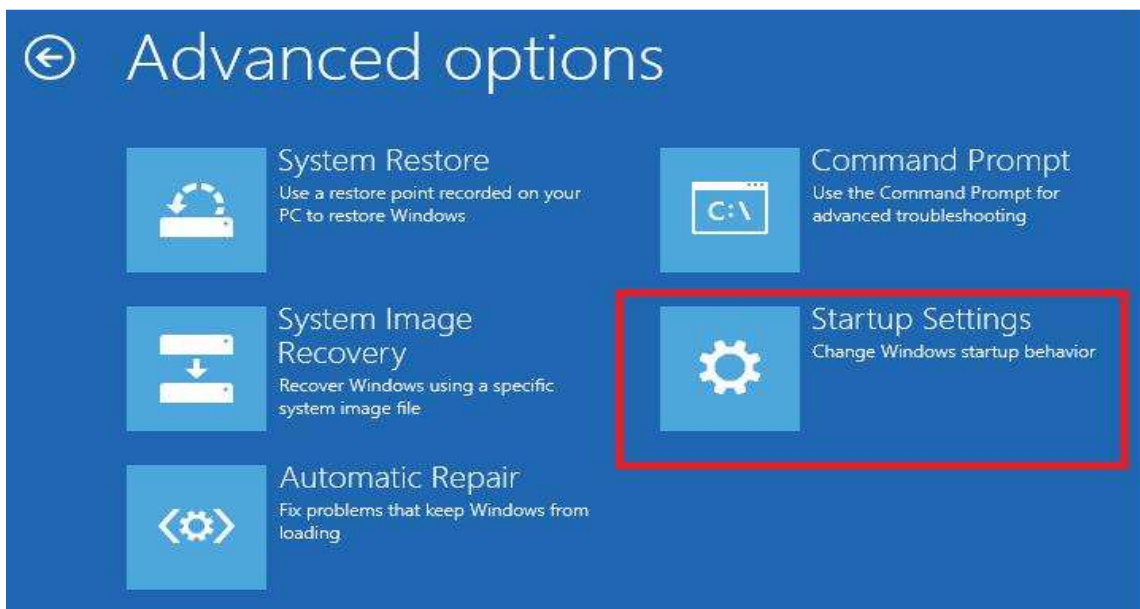 Advanced options
System Restore
Use a restore point recorded on your
PC to restore Windows
Command Prompt
Use the Command Prompt for
advanced troubleshooting
C:\
System Image
Recovery
Recover Windows using a specific
system image file
Startup Settings
Change Windows startup behavior
Automatic Repair
Fix problems that keep Windows from
loading